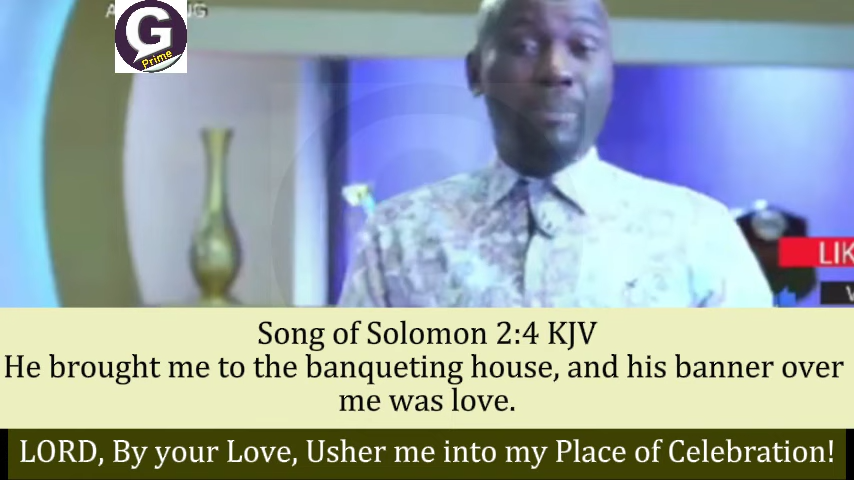 G
Prime
LIK
Song of Solomon 2:4 KJV
He brought me to the banqueting house, and his banner over
me was love.
LORD, By your Love, Usher me into my Place of Celebration!